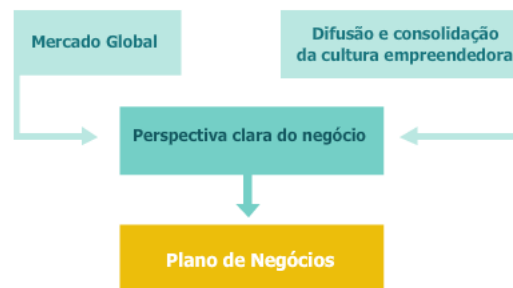 Mercado Global
Difusão e consolidação
da cultura empreendedora
Perspectiva clara do negócio
Plano de Negócios